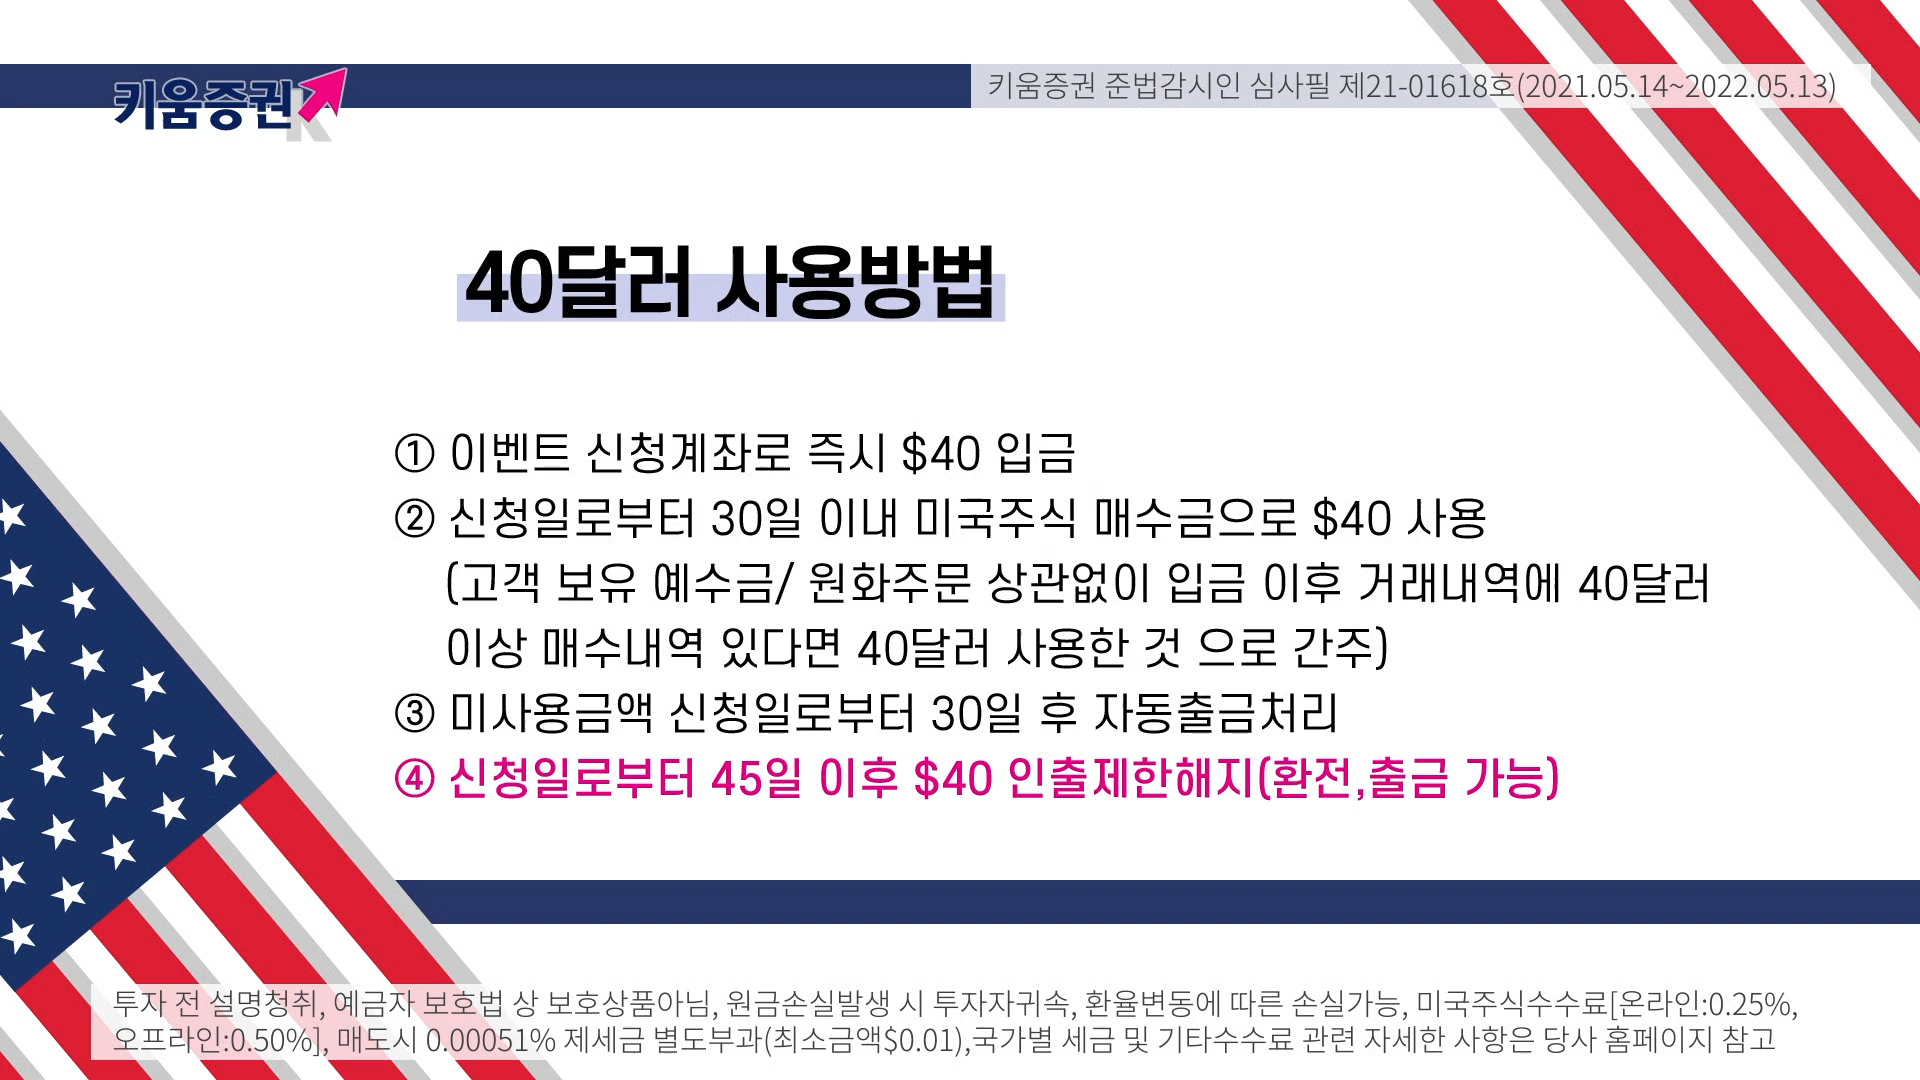 키움증권
키움증권 준법감시인 심사필 제21-01618호(2021.05.14~2022.05.13)
40달러 사용방법
① 이벤트 신청계좌로 즉시 $40 입금
② 신청일로부터 30일 이내 미국주식 매수금으로 $40 사용
(고객 보유 예수금/ 원화주문 상관없이 입금 이후 거래내역에 40달러
이상 매수내역 있다면 40달러 사용한 것 으로 간주)
③ 미사용금액 신청일로부터 30일 후 자동출금처리
④ 신청일로부터 45일 이후 $40 인출제한해지(환전,출금 가능)
투자 전 설명청취, 예금자 보호법 상 보호상품아님, 원금손실발생 시 투자자귀속, 환율변동에 따른 손실가능, 미국주식수수료[온라인:0.25%,
오프라인:0.50%], 매도시 0.00051% 제세금 별도부과(최소금액$0.01),국가별 세금 및 기타수수료 관련 자세한 사항은 당사 홈페이지 참고